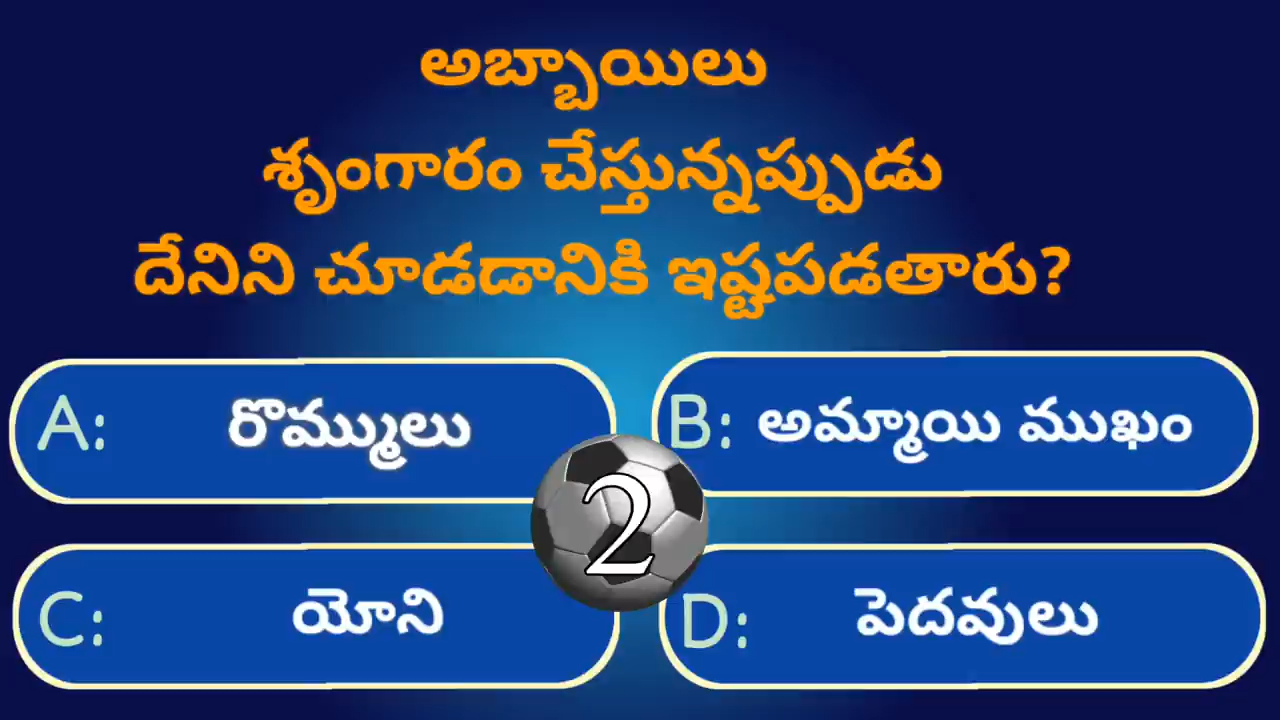 అబ్బాయిలు
శృంగారం చేస్తున్నప్పుడు
దేనిని చూడడానికి ఇష్టపడతారు?
A: రొమ్ములు
B: అమ్మాయి ముఖం
2
C: యోని
D: పెదవులు